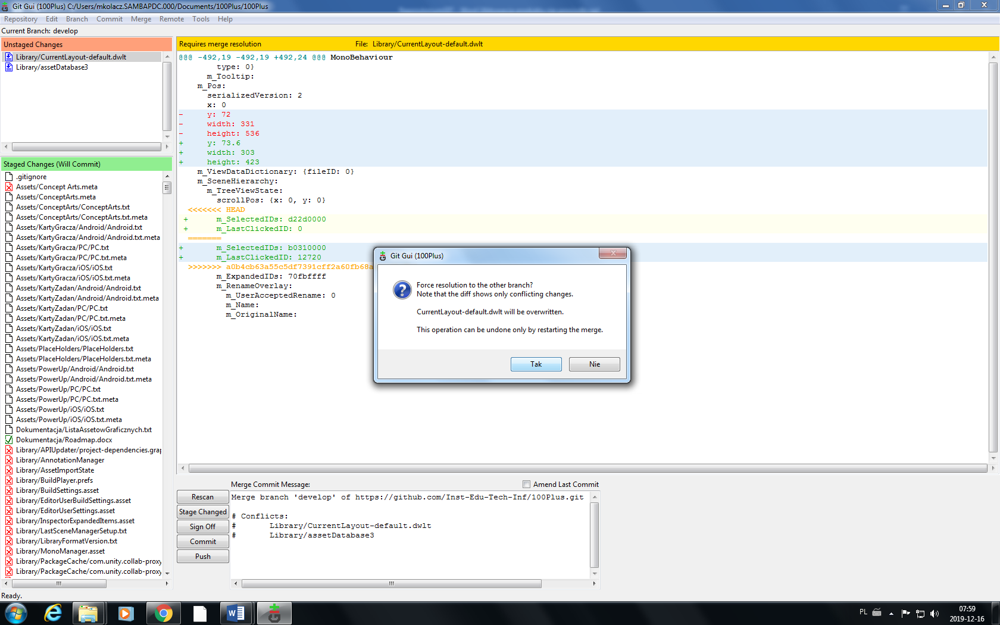 Git Gui (100Plus) C:/Users/mkolacz.SAMBAPDC.000/Documents/100Plus/100Plus
Repository Edit Branch Commit Merge Remote Tools Help
Current Branch: develop
Unstaged Changes
Library/CurrentLayout-default.dwlt
Library/assetDatabase3
Staged Changes (Will Commit)
.gitignore
Assets/Concept Arts.meta
Assets/ConceptArts.meta
Assets/ConceptArts/ConceptArts.txt
Assets/ConceptArts/ConceptArts.txt.meta
Assets/KartyGracza/Android/Android.txt
Assets/KartyGracza/Android/Android.txt.meta
Assets/KartyGracza/PC/PC.txt
Assets/KartyGracza/PC/PC.txt.meta
Assets/KartyGracza/iOS/iOS.txt
Assets/KartyGracza/iOS/iOS.txt.meta
Assets/KartyZadan/Android/Android.txt
Assets/KartyZadan/Android/Android.txt.meta
Assets/KartyZadan/PC/PC.txt
Assets/KartyZadan/PC/PC.txt.meta
Assets/KartyZadan/iOS/iOS.txt
Assets/KartyZadan/iOS/iOS.txt.meta
Assets/PlaceHolders/PlaceHolders.txt
Assets/PlaceHolders/PlaceHolders.txt.meta
Assets/PowerUp/Android/Android.txt
Assets/PowerUp/Android/Android.txt.meta
Assets/PowerUp/PC/PC.txt
Assets/PowerUp/PC/PC.txt.meta
Assets/PowerUp/iOS/iOS.txt
Assets/PowerUp/iOS/iOS.txt.meta
Dokumentacja/ListaAssetowGraficznych.txt
Dokumentacja/Roadmap.docx
Library/APIUpdater/project-dependencies.grap
Library/AnnotationManager
Library/AssetImportState
Library/BuildPlayer.prefs
Library/BuildSettings.asset
Library/EditorUserBuildSettings.asset
Library/EditorUserSettings.asset
Library/InspectorExpandedItems.asset
Library/LastSceneManagerSetup.txt
Library/LibraryFormatVersion.txt
Library/MonoManager.asset
Library/PackageCache/com.unity.collab-proxy
Library/PackageCache/com.unity.collab-proxy
Ready.
Requires merge resolution File: Library/CurrentLayout-default.dwlt
@@@ -492,19 -492,19 +492,24 @@@ MonoBehaviour
type: 0}
m_Tooltip:
m_Pos:
serializedVersion: 2
x: 0
- y: 72
- width: 331
- height: 536
+ y: 73.6
+ width: 303
+ height: 423
m_ViewDataDictionary: {fileID: 0}
m_SceneHierarchy:
m_TreeViewState:
scrollPos: {x: 0, y: 0}
<<<<<<< HEAD
+ m_SelectedIDs: d22d0000
+ m_LastClickedID: 0
=======
+ m_SelectedIDs: b0310000
+ m_LastClickedID: 12720
>>>>>>> a0b4cb63a55c5df7391cff2a60fb68a
m_ExpandedIDs: 70fbffff
m_RenameOverlay:
m_UserAcceptedRename: 0
m_Name:
m_OriginalName:
Git Gui (100Plus)
Force resolution to the other branch?
Note that the diff shows only conflicting changes.
CurrentLayout-default.dwlt will be overwritten.
This operation can be undone only by restarting the merge.
Tak
Nie
Merge Commit Message:
Amend Last Commit
Rescan
Stage Changed
Sign Off
Commit
Push
Merge branch 'develop' of https://github.com/Inst-Edu-Tech-Inf/100Plus.git
# Conflicts:
# Library/CurrentLayout-default.dwlt
# Library/assetDatabase3
PL
07:59
2019-12-16